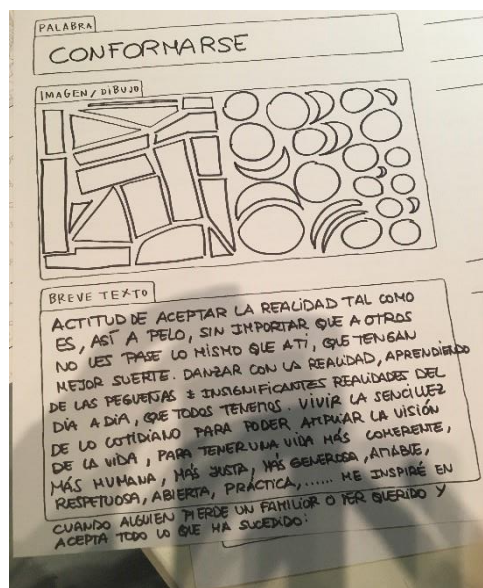 PALABRA
CONFORMARSE
IMAGEN/DIBUJO
BREVE TEXTO
ACTITUD DE ACEPTAR LA REALIDAD TAL COMO
ES, ASÍ A PELO, SIN IMPORTAR QUE A OTROS
NO LES PASE LO MISMO QUE A TI, QUE TENGAN
MEJOR SUERTE. DANZAR CON LA REALIDAD, APRENDIENDO
DE LAS PEQUEÑAS E INSIGNIFICANTES REALIDADES DEL
DÍA A DÍA, QUE TODOS TENEMOS. VIVIR LA SENCILLEZ
DE LO COTIDIANO PARA PODER AMPLIAR LA VISIÓN
DE LA VIDA, PARA TENER UNA VIDA MÁS COHERENTE,
MÁS HUMANA, MÁS JUSTA, MÁS GENEROSA, AMABLE,
RESPETUOSA, ABIERTA, PRÁCTICA,...... ME INSPIRÉ EN
CUANDO ALGUIEN PIERDE UN FAMILIAR O SER QUERIDO Y
ACEPTA TODO LO QUE HA SUCEDIDO.